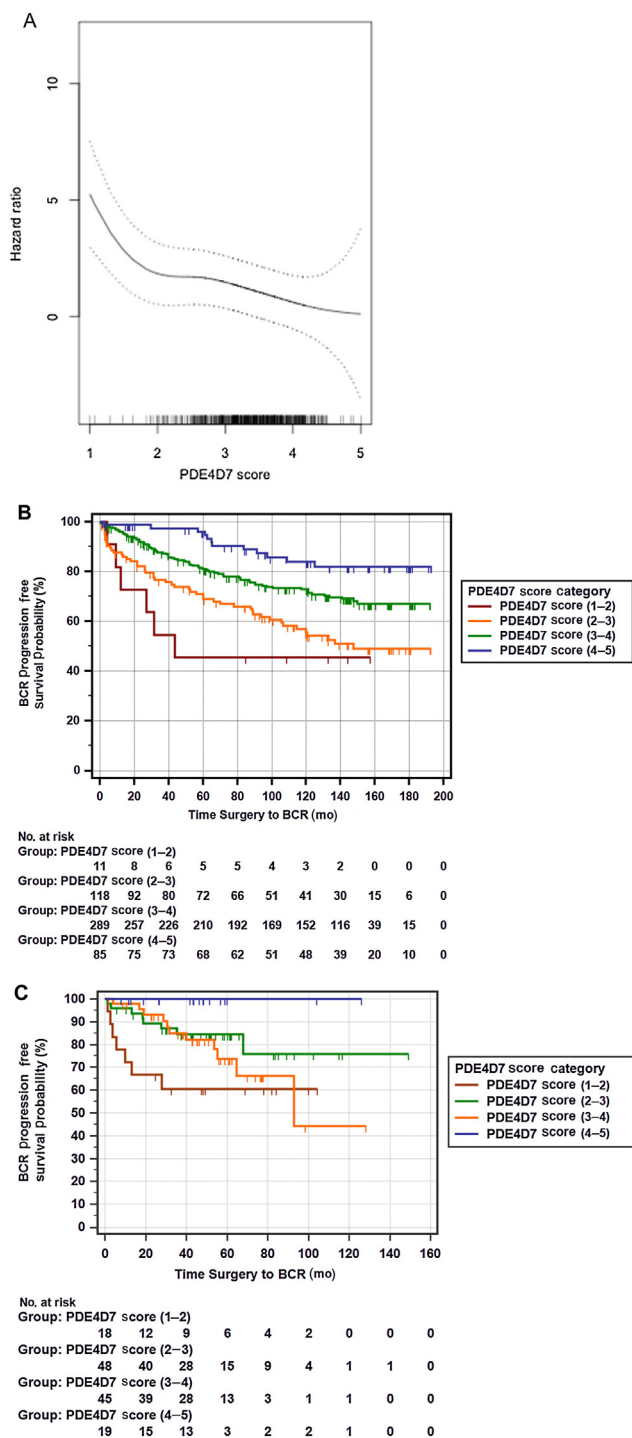 A
Hazard ratio
10
5
0
1 2 3 4 5
PDE4D7 score
B
BCR progression free
survival probability (%)
100
80
60
40
20
0
0 20 40 60 80 100 120 140 160 180 200
Time Surgery to BCR (mo)
PDE4D7 score category
PDE4D7 score (1–2)
PDE4D7 score (2–3)
PDE4D7 score (3–4)
PDE4D7 score (4–5)
No. at risk
Group: PDE4D7 score (1–2)
11 8 6 5 5 4 3 2 0 0 0
Group: PDE4D7 score (2–3)
118 92 80 72 66 51 41 30 15 6 0
Group: PDE4D7 score (3–4)
289 257 226 210 192 169 152 116 39 15 0
Group: PDE4D7 score (4–5)
85 75 73 68 62 51 48 39 20 10 0
C
BCR progression free
survival probability (%)
100
90
80
70
60
50
40
30
20
10
0
0 20 40 60 80 100 120 140 160
Time Surgery to BCR (mo)
PDE4D7 Score category
PDE4D7 score (1–2)
PDE4D7 score (2–3)
PDE4D7 score (3–4)
PDE4D7 score (4–5)
No. at risk
Group: PDE4D7 score (1–2)
18 12 9 6 4 2 0 0 0
Group: PDE4D7 score (2–3)
48 40 28 15 9 4 1 1 0
Group: PDE4D7 score (3–4)
45 39 28 13 3 1 1 0 0
Group: PDE4D7 score (4–5)
19 15 13 3 2 2 1 0 0